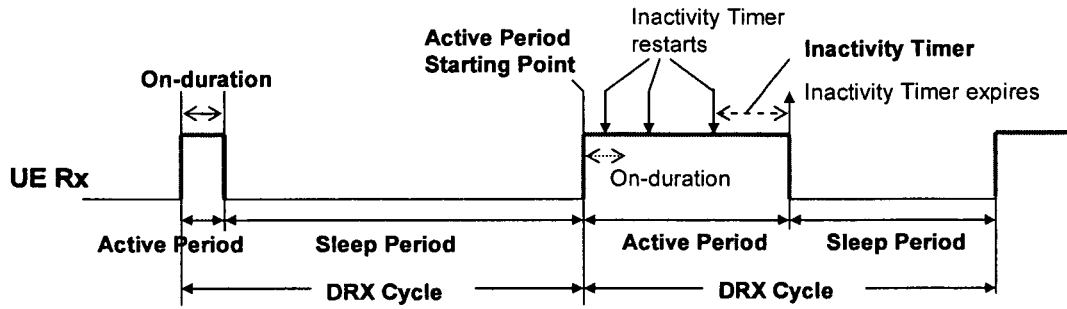 Inactivity Timer
restarts
Active Period
Starting Point
Inactivity Timer
On-duration
Inactivity Timer expires
UE Rx
On-duration
Active Period
Sleep Period
Active Period
Sleep Period
DRX Cycle
DRX Cycle